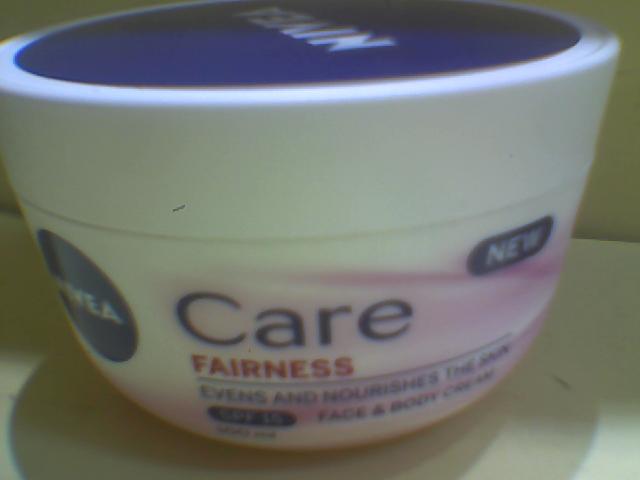 NIVEA
NEW
NIVEA
Care
FAIRNESS
EVENS AND NOURISHES THE SKIN
SPF 15 FACE & BODY CREAM